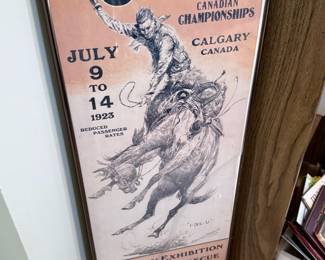 CANADIAN
CHAMPIONSHIPS
CALGARY
CANADA
JULY
9
TO
14
1923
REDUCED PASSENGER
RATES
EXHIBITION